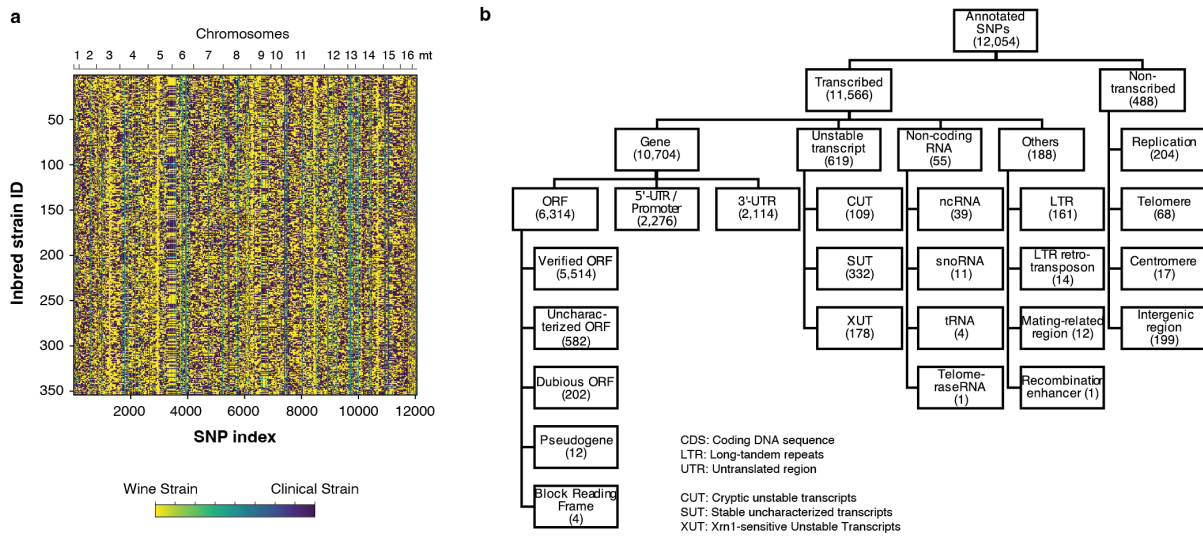 a
Chromosomes
1 2 3 4 5 6 7 8 9 10 11 12 13 14 15 16 mt
Inbred strain ID
50
100
150
200
250
300
350
2000 4000 6000 8000 10000 12000
SNP index
Wine Strain Clinical Strain
b
Annotated
SNPs
(12,054)
Transcribed
(11,566)
Non-
transcribed
(488)
Gene
(10,704)
Unstable
transcript
(619)
Non-coding
RNA
(55)
Others
(188)
ORF
(6,314)
5'-UTR /
Promoter
(2,276)
3'-UTR
(2,114)
Verified ORF
(5,514)
Uncharac-
terized ORF
(582)
Dubious ORF
(202)
Pseudogene
(12)
Block Reading
Frame
(4)
CUT
(109)
SUT
(332)
XUT
(178)
ncRNA
(39)
snoRNA
(11)
tRNA
(4)
Telome-
raseRNA
(1)
LTR
(161)
LTR retro-
transposon
(14)
Mating-related
region (12)
Recombination
enhancer (1)
Replication
(204)
Telomere
(68)
Centromere
(17)
Intergenic
region
(199)
CDS: Coding DNA sequence
LTR: Long-tandem repeats
UTR: Untranslated region
CUT: Cryptic unstable transcripts
SUT: Stable uncharacterized transcripts
XUT: Xrn1-sensitive Unstable Transcripts